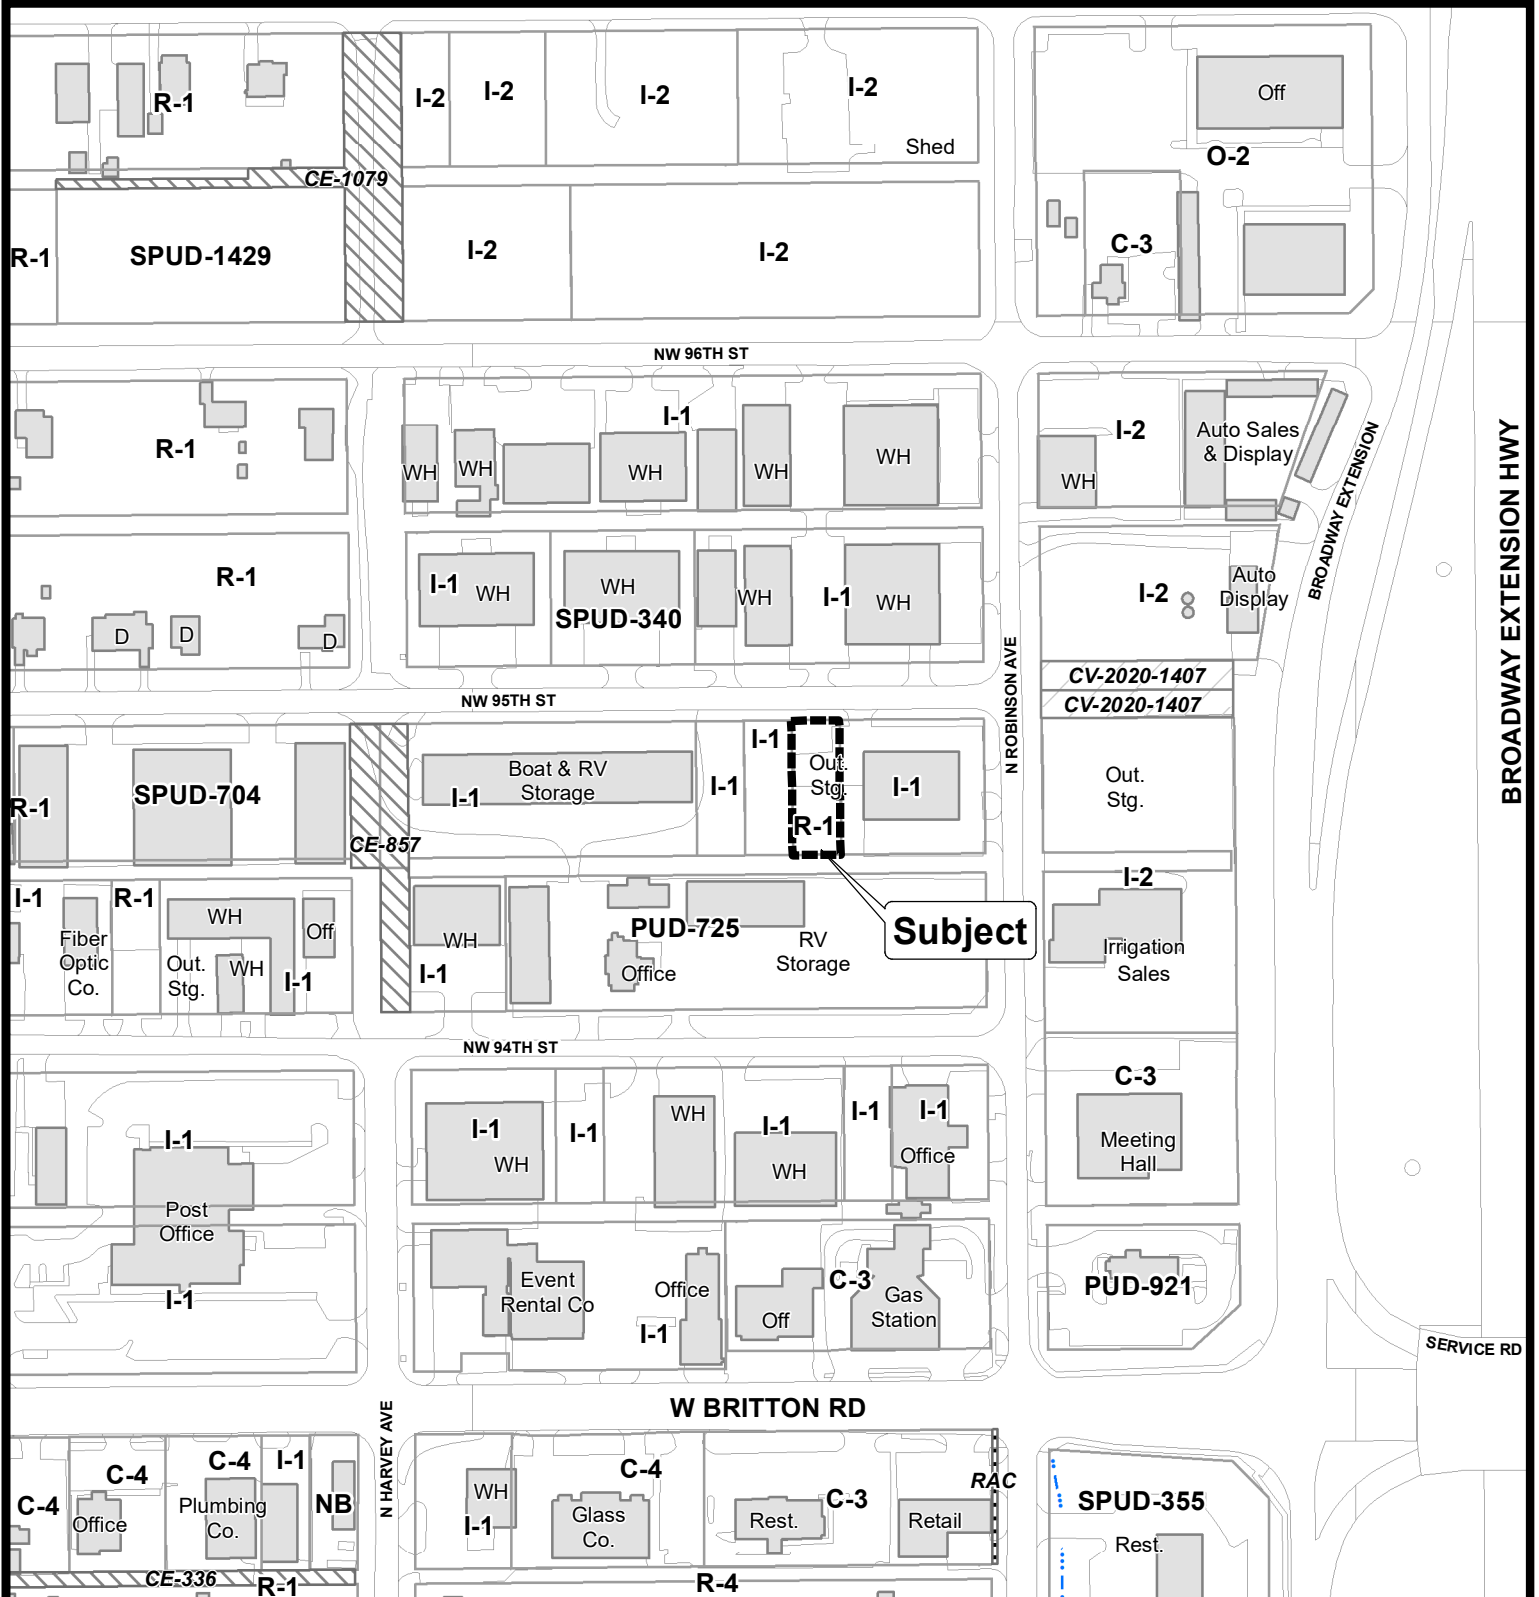 I-2
I-2
I-2
I-2
Off
R-1
Shed
O-2
CE-1079
C-3
R-1
SPUD-1429
I-2
I-2
NW 96TH ST
I-1
I-2
Auto Sales
& Display
R-1
WH
WH
WH
WH
WH
WH
BROADWAY EXTENSION
BROADWAY EXTENSION HWY
R-1
I-1
WH
WH
SPUD-340
WH
I-1
WH
I-2
Auto
Display
D
D
D
N ROBINSON AVE
CV-2020-1407
CV-2020-1407
NW 95TH ST
I-1
Boat & RV
Storage
I-1
I-1
Out.
Stg.
I-1
R-1
Out.
Stg.
R-1
SPUD-704
CE-857
I-2
I-1
R-1
WH
Off
Fiber
Optic
Co.
Out.
Stg.
WH
I-1
WH
I-1
PUD-725
Office
RV
Storage
Subject
Irrigation
Sales
NW 94TH ST
C-3
Meeting
Hall
I-1
Post
Office
I-1
I-1
WH
I-1
WH
I-1
WH
I-1
I-1
Office
Event
Rental Co
Office
I-1
Off
C-3
Gas
Station
PUD-921
SERVICE RD
W BRITTON RD
N HARVEY AVE
C-4
C-4
Office
C-4
Plumbing
Co.
I-1
NB
WH
I-1
C-4
Glass
Co.
Rest.
C-3
Retail
RAC
SPUD-355
Rest.
CE-336
R-1
R-4